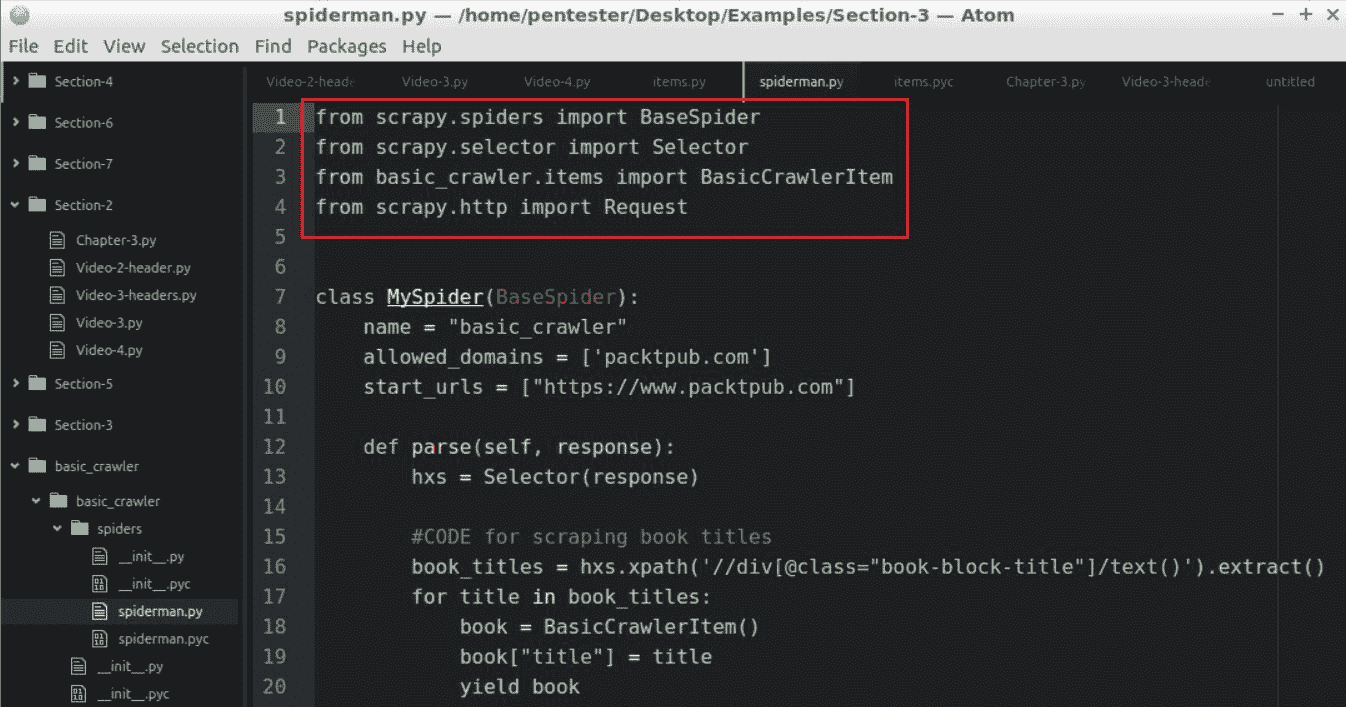 spiderman.py — /home/pentester/Desktop/Examples/Section-3 — Atom
File Edit View Selection Find Packages Help
Section-4
Section-6
Section-7
Section-2
Chapter-3.py
Video-2-header.py
Video-3-headers.py
Video-3.py
Video-4.py
Section-5
Section-3
basic_crawler
basic_crawler
spiders
__init__.py
__init__.pyc
spiderman.py
spiderman.pyc
__init__.py
__init__.pyc
Video-2-heade Video-3.py Video-4.py items.py spiderman.py items.pyc Chapter-3.py Video-3-heade untitled
1 from scrapy.spiders import BaseSpider
2 from scrapy.selector import Selector
3 from basic_crawler.items import BasicCrawlerItem
4 from scrapy.http import Request
5
6
7 class MySpider(BaseSpider):
8 name = "basic_crawler"
9 allowed_domains = ['packtpub.com']
10 start_urls = ["https://www.packtpub.com"]
11
12 def parse(self, response):
13 hxs = Selector(response)
14
15 #CODE for scraping book titles
16 book_titles = hxs.xpath('//div[@class="book-block-title"]/text()').extract()
17 for title in book_titles:
18 book = BasicCrawlerItem()
19 book["title"] = title
20 yield book